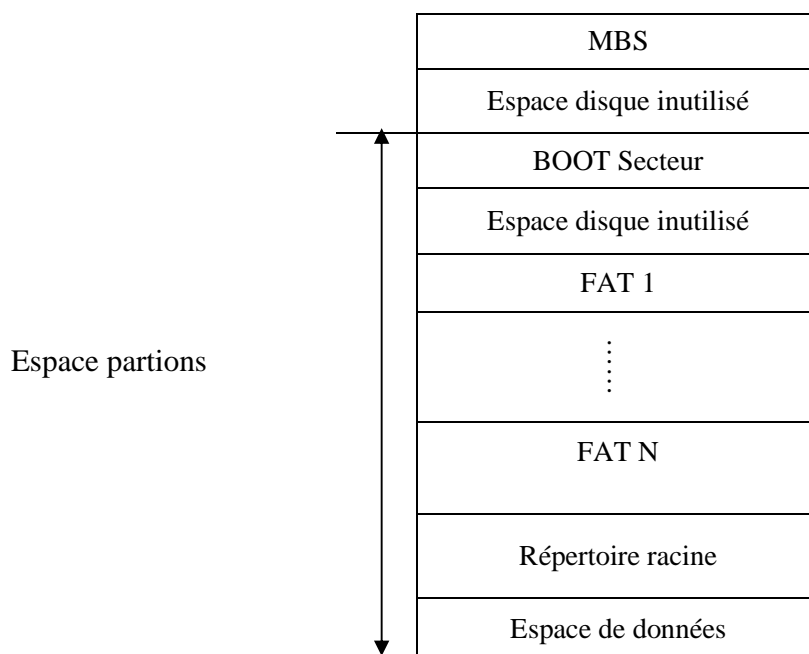 MBS
Espace disque inutilisé
BOOT Secteur
Espace disque inutilisé
FAT 1
Espace partions
FAT N
Répertoire racine
Espace de données